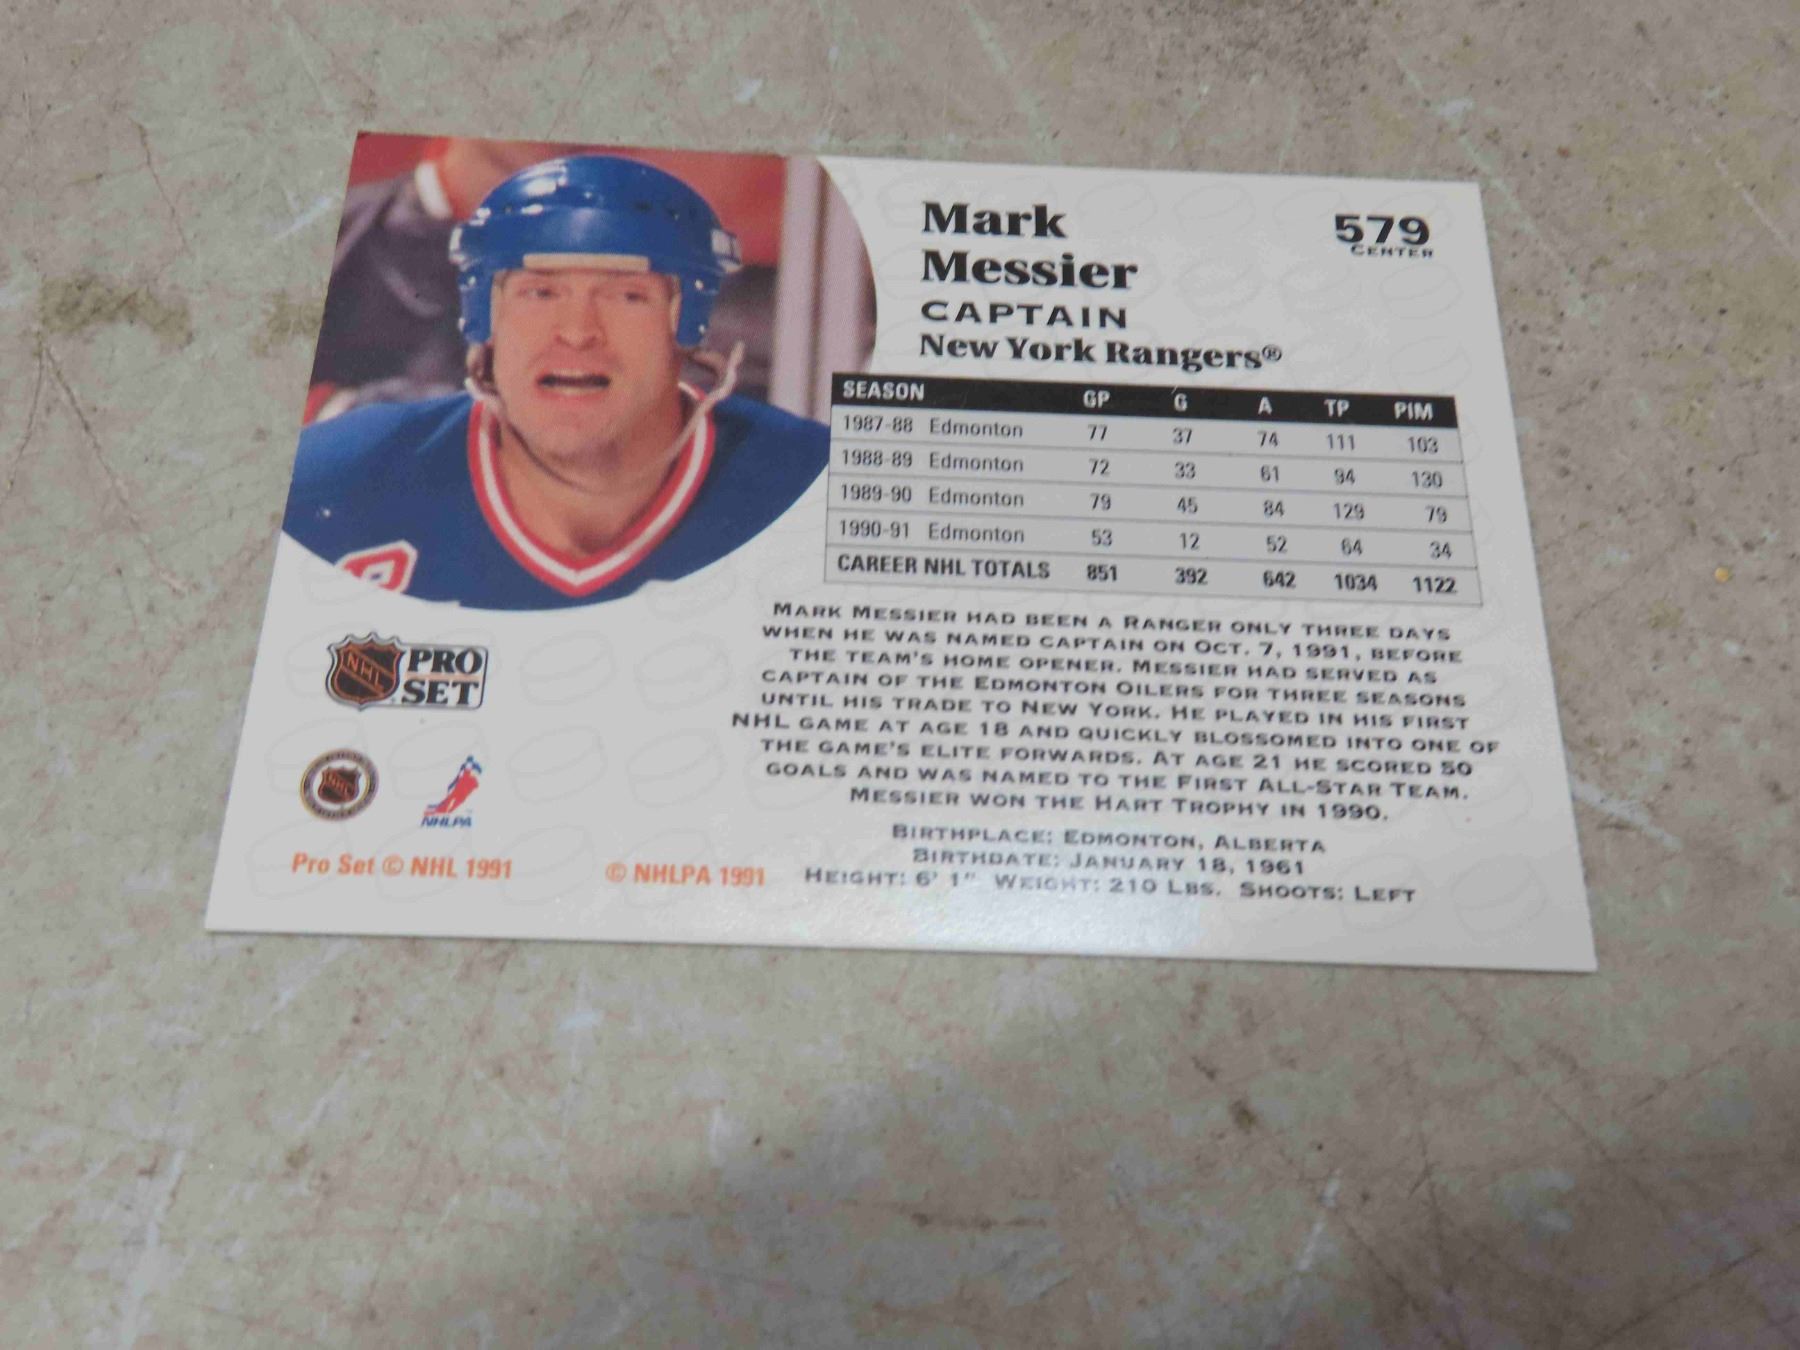 Mark
Messier
CAPTAIN
New York Rangers®
579
CENTER
SEASON GP G A TP PIM
1987-88 Edmonton 77 37 74 111 103
1988-89 Edmonton 72 33 61 94 130
1989-90 Edmonton 79 45 84 129 79
1990-91 Edmonton 53 12 52 64 34
CAREER NHL TOTALS 851 392 642 1034 1122
MARK MESSIER HAD BEEN A RANGER ONLY THREE DAYS
WHEN HE WAS NAMED CAPTAIN ON OCT. 7, 1991, BEFORE
THE TEAM'S HOME OPENER. MESSIER HAD SERVED AS
CAPTAIN OF THE EDMONTON OILERS FOR THREE SEASONS
UNTIL HIS TRADE TO NEW YORK. HE PLAYED IN HIS FIRST
NHL GAME AT AGE 18 AND QUICKLY BLOSSOMED INTO ONE OF
THE GAME'S ELITE FORWARDS. AT AGE 21 HE SCORED 50
GOALS AND WAS NAMED TO THE FIRST ALL-STAR TEAM.
MESSIER WON THE HART TROPHY IN 1990.
BIRTHPLACE: EDMONTON, ALBERTA
BIRTHDATE: JANUARY 18, 1961
HEIGHT: 6' 1" WEIGHT: 210 LBS. SHOOTS: LEFT
NHL
PRO
SET
NHL
NHLPA
Pro Set © NHL 1991
© NHLPA 1991